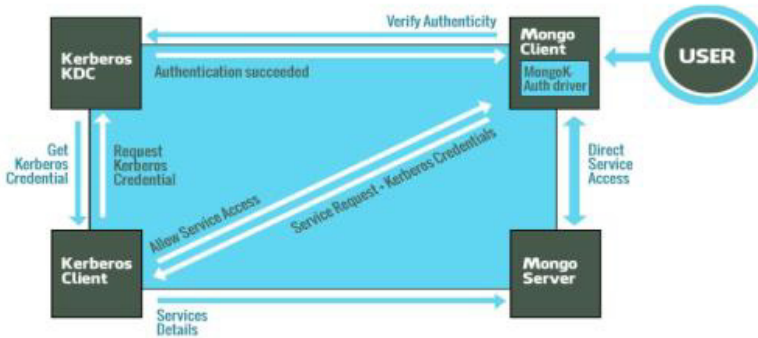 Verify Authenticity
Kerberos
KDC
Mongo
Client
MongoK-
Auth driver
USER
Authentication succeeded
Get
Kerberos
Credential
Request
Kerberos
Credential
Allow Service Access
Service Request - Kerberos Credentials
Direct
Service
Access
Kerberos
Client
Mongo
Server
Services
Details